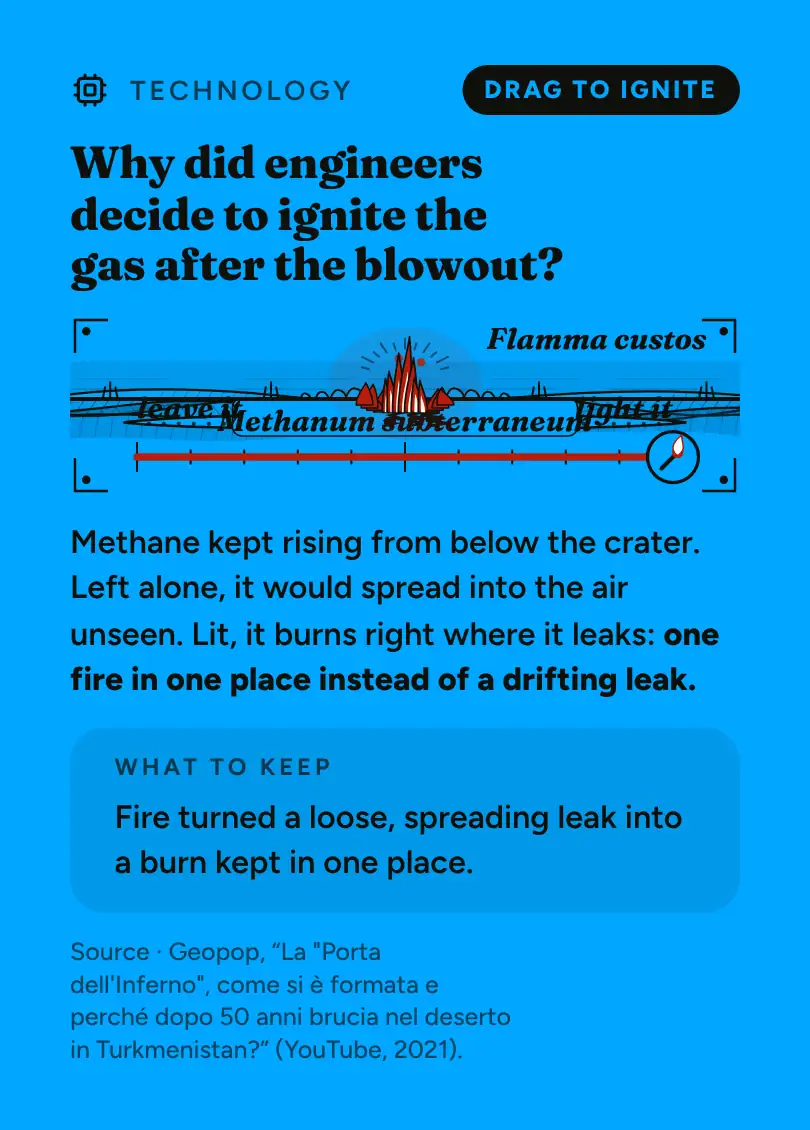 TECHNOLOGY
DRAG TO IGNITE
Why did engineers
decide to ignite the
gas after the blowout?
Flamma custos
leave it
light it
Methanum subterraneum
Methane kept rising from below the crater.
Left alone, it would spread into the air
unseen. Lit, it burns right where it leaks: one
fire in one place instead of a drifting leak.
WHAT TO KEEP
Fire turned a loose, spreading leak into
a burn kept in one place.
Source · Geopop, “La "Porta
dell'Inferno", come si è formata e
perché dopo 50 anni brucia nel deserto
in Turkmenistan?” (YouTube, 2021).